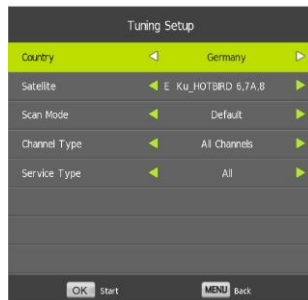 Tuning Setup
Country Germany
Satellite E Ku_HOTBIRD 6,7A,8
Scan Mode Default
Channel Type All Channels
Service Type All
OK Start MENU Back